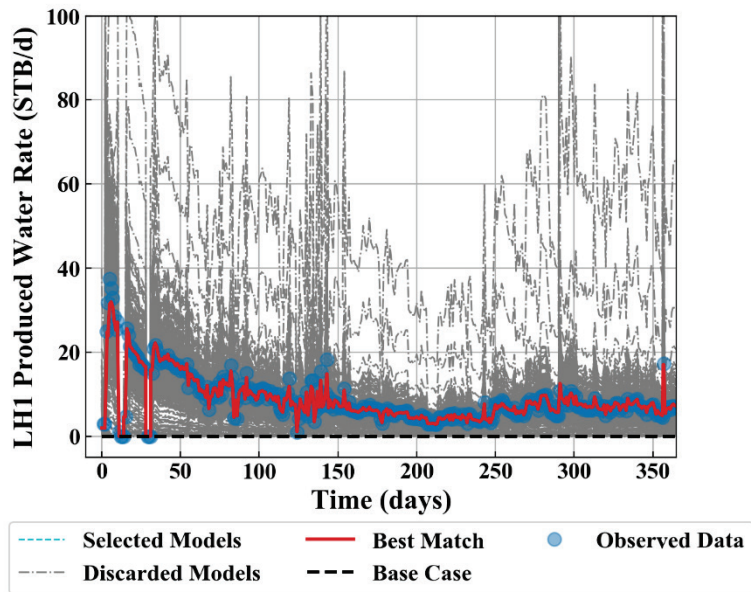 LH1 Produced Water Rate (STB/d)
100
80
60
40
20
0
0 50 100 150 200 250 300 350
Time (days)
Selected Models Best Match Observed Data
Discarded Models Base Case